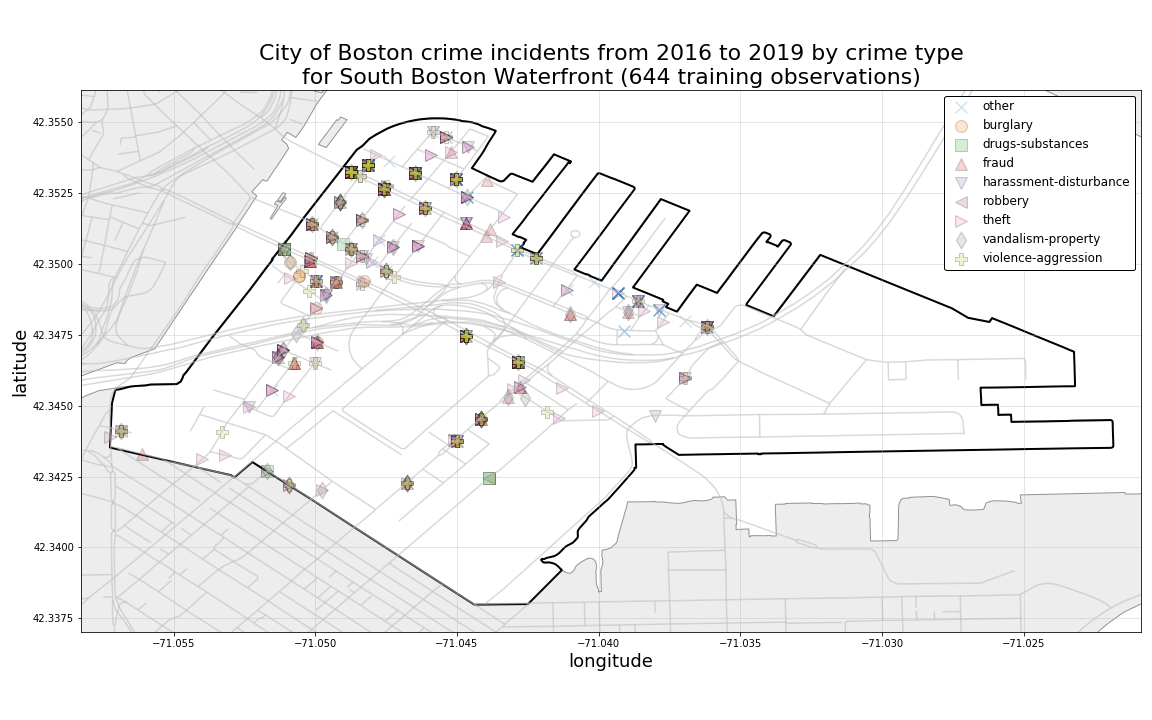 City of Boston crime incidents from 2016 to 2019 by crime type
for South Boston Waterfront (644 training observations)
other
burglary
drugs-substances
fraud
harassment-disturbance
robbery
theft
vandalism-property
violence-aggression
latitude
42.3550
42.3525
42.3500
42.3475
42.3450
42.3425
42.3400
42.3375
−71.055
−71.050
−71.045
−71.040
−71.035
−71.030
−71.025
longitude